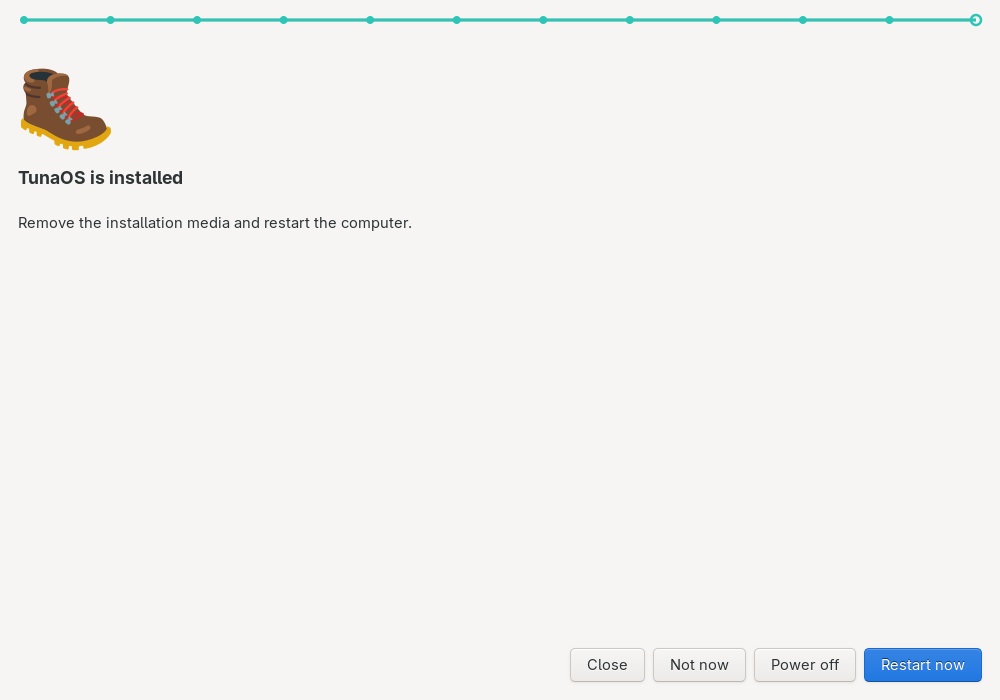 TunaOS is installed
Remove the installation media and restart the computer.
Close
Not now
Power off
Restart now